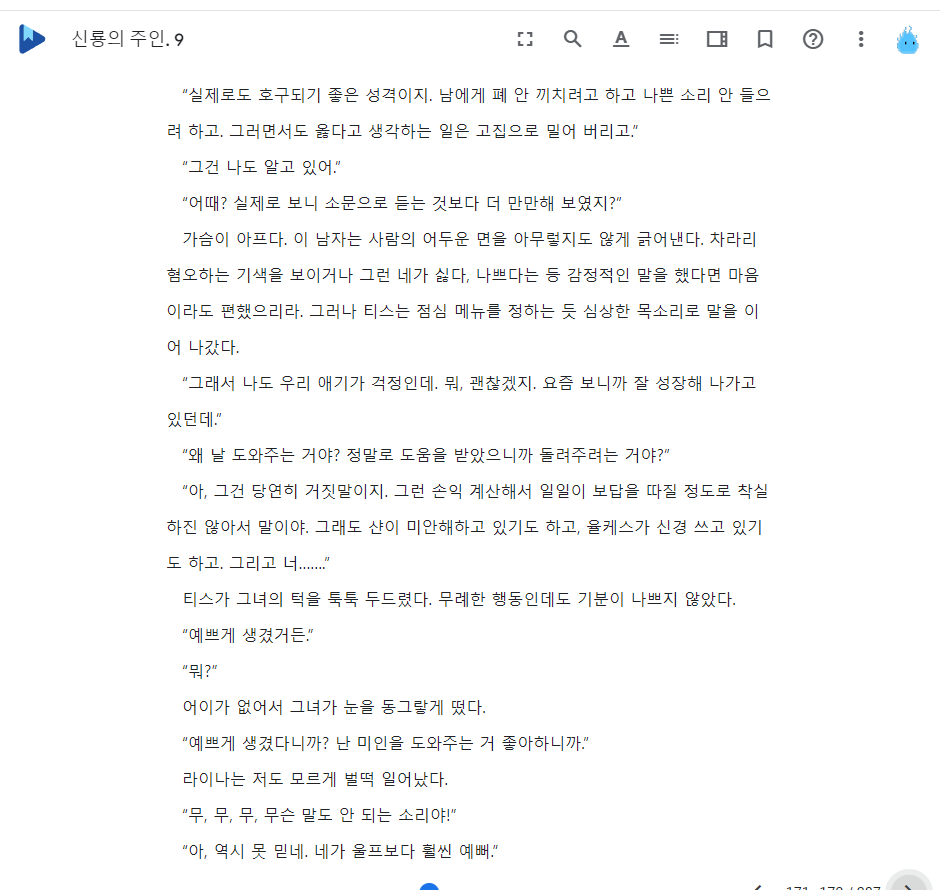 신룡의 주인. 9
“실제로도 호구되기 좋은 성격이지. 남에게 폐 안 끼치려고 하고 나쁜 소리 안 들으
려 하고. 그러면서도 옳다고 생각하는 일은 고집으로 밀어 버리고.”
“그건 나도 알고 있어.”
“어때? 실제로 보니 소문으로 듣는 것보다 더 만만해 보였지?”
가슴이 아프다. 이 남자는 사람의 어두운 면을 아무렇지도 않게 긁어낸다. 차라리
혐오하는 기색을 보이거나 그런 네가 싫다, 나쁘다는 등 감정적인 말을 했다면 마음
이라도 편했으리라. 그러나 티스는 점심 메뉴를 정하는 듯 심상한 목소리로 말을 이
어 나갔다.
“그래서 나도 우리 애기가 걱정인데. 뭐, 괜찮겠지. 요즘 보니까 잘 성장해 나가고
있던데.”
“왜 날 도와주는 거야? 정말로 도움을 받았으니까 돌려주려는 거야?”
“아, 그건 당연히 거짓말이지. 그런 손익 계산해서 일일이 보답을 따질 정도로 착실
하진 않아서 말이야. 그래도 샨이 미안해하고 있기도 하고, 율케스가 신경 쓰고 있기
도 하고. 그리고 너…….”
티스가 그녀의 턱을 툭툭 두드렸다. 무례한 행동인데도 기분이 나쁘지 않았다.
“예쁘게 생겼거든.”
“뭐?”
어이가 없어서 그녀가 눈을 동그랗게 떴다.
“예쁘게 생겼다니까? 난 미인을 도와주는 거 좋아하니까.”
라이나는 저도 모르게 벌떡 일어났다.
“무, 무, 무, 무슨 말도 안 되는 소리야!”
“아, 역시 못 믿네. 네가 울프보다 훨씬 예뻐.”